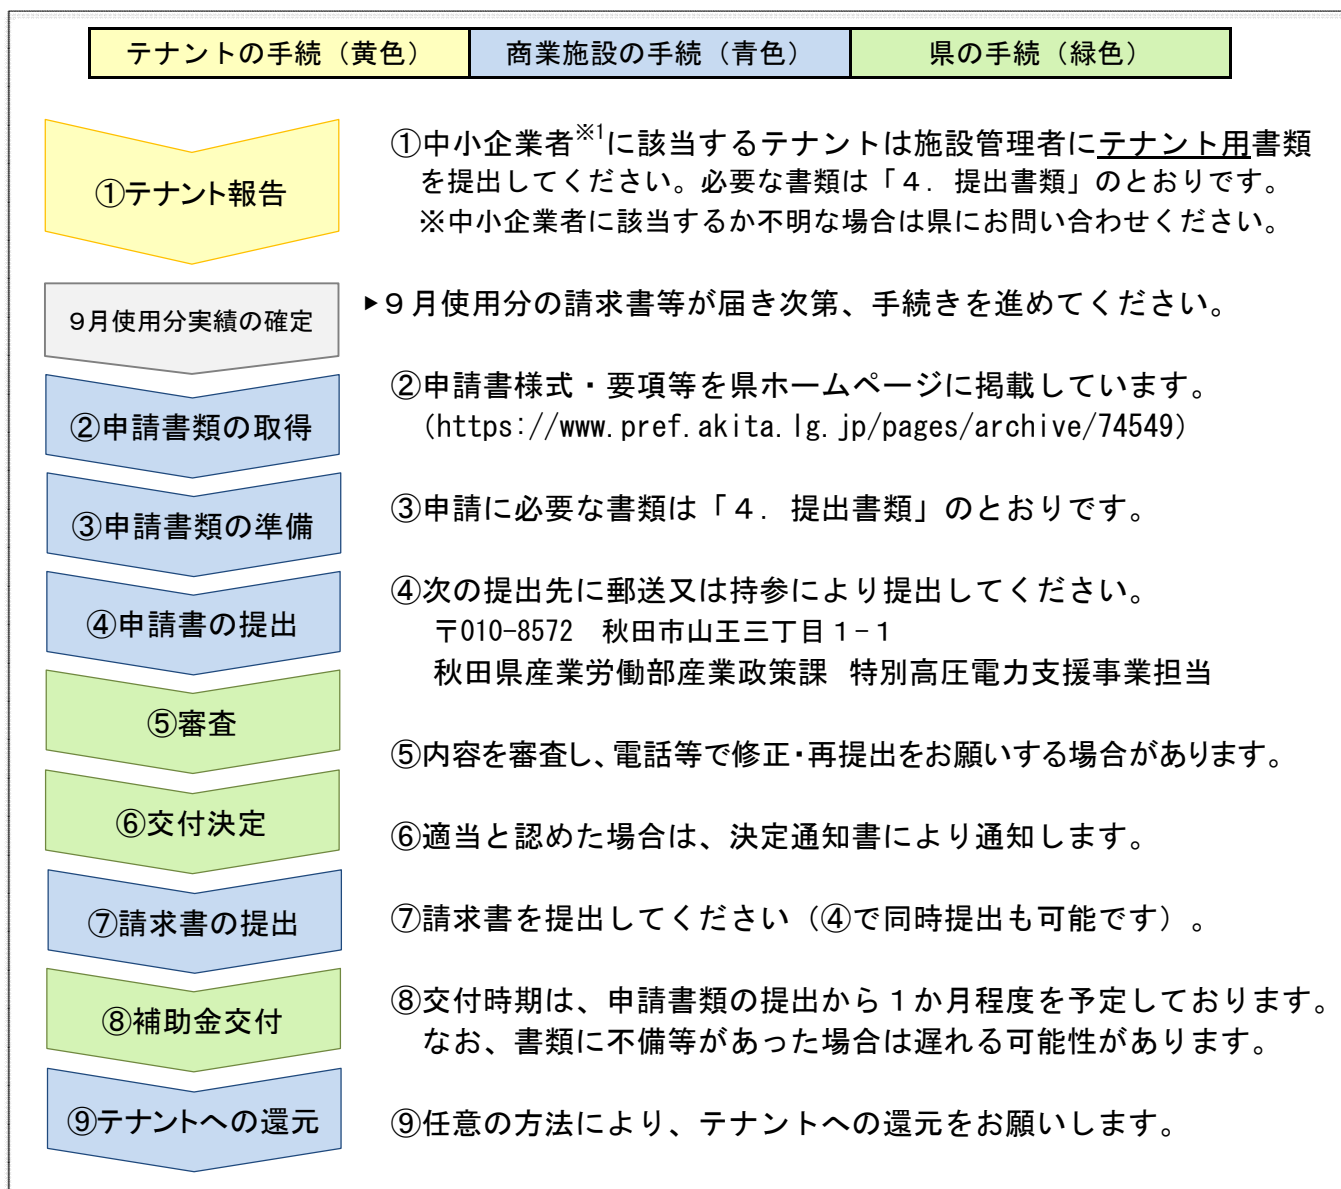 テナントの手続（黄色）
商業施設の手続（青色）
県の手続（緑色）
①テナント報告
①中小企業者※1に該当するテナントは施設管理者にテナント用書類
を提出してください。必要な書類は「４．提出書類」のとおりです。
※中小企業者に該当するか不明な場合は県にお問い合わせください。
９月使用分実績の確定
▶９月使用分の請求書等が届き次第、手続きを進めてください。
②申請書類の取得
②申請書様式・要項等を県ホームページに掲載しています。
（https://www.pref.akita.lg.jp/pages/archive/74549）
③申請書類の準備
③申請に必要な書類は「４．提出書類」のとおりです。
④申請書の提出
④次の提出先に郵送又は持参により提出してください。
〒010-8572　秋田市山王三丁目１−１
秋田県産業労働部産業政策課 特別高圧電力支援事業担当
⑤審査
⑤内容を審査し、電話等で修正・再提出をお願いする場合があります。
⑥交付決定
⑥適当と認めた場合は、決定通知書により通知します。
⑦請求書の提出
⑦請求書を提出してください（④で同時提出も可能です）。
⑧補助金交付
⑧交付時期は、申請書類の提出から１か月程度を予定しております。
なお、書類に不備等があった場合は遅れる可能性があります。
⑨テナントへの還元
⑨任意の方法により、テナントへの還元をお願いします。